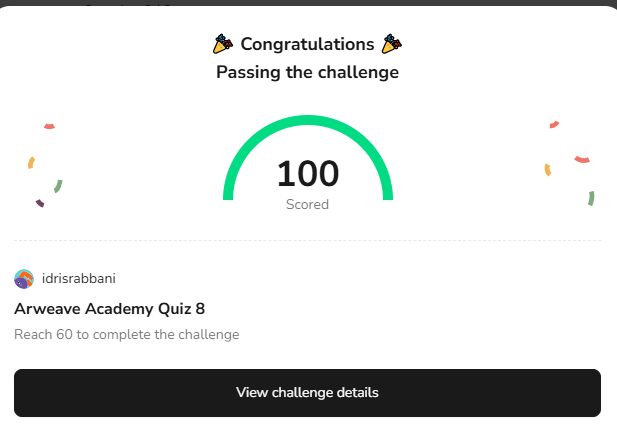 Congratulations
Passing the challenge
100
Scored
idrisrabbani
Arweave Academy Quiz 8
Reach 60 to complete the challenge
View challenge details